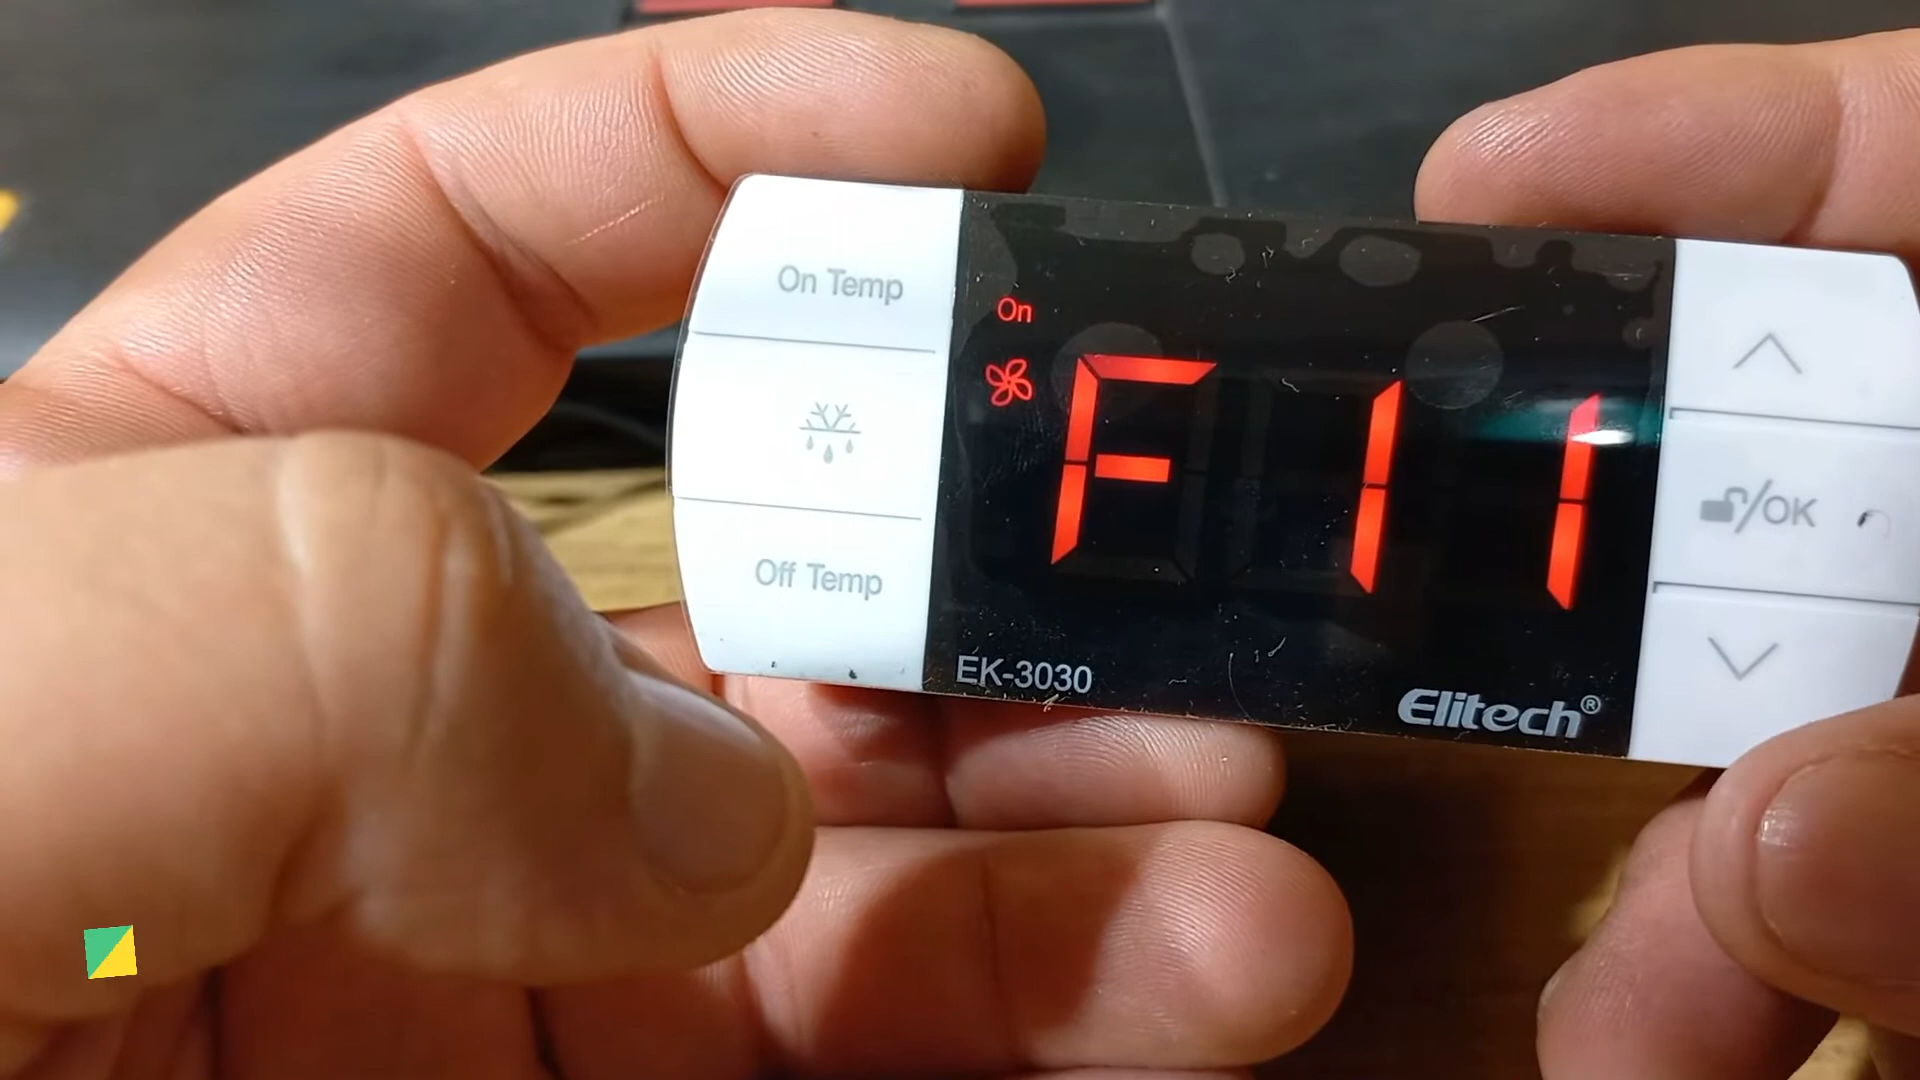 On Temp
On
F11
/OK
Off Temp
EK-3030
Elitech®